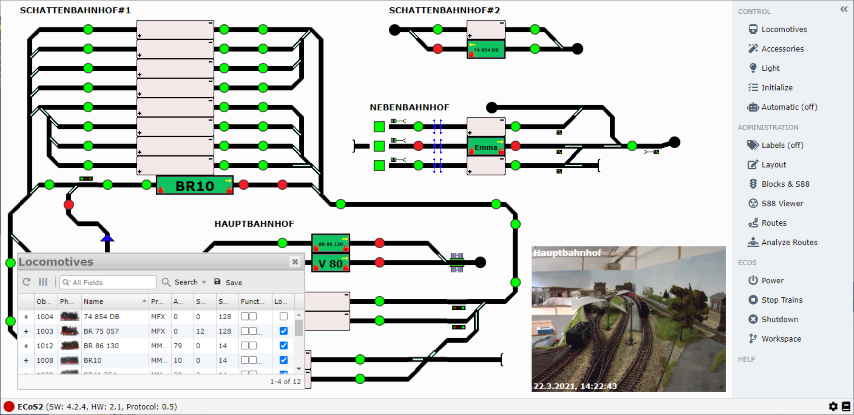 SCHATTENBAHNHOF#1
SCHATTENBAHNHOF#2
74 854 DB
NEBENBAHNHOF
Emma
BR10
HAUPTBAHNHOF
BR 86 130
V 80
Locomotives
All Fields
Search
Save
Ob... Ph... Name Pr... A... S... S... Funct... Lo...
+ 1004 74 854 DB MFX 0 0 128
+ 1003 BR 75 057 MFX 0 12 128
+ 1012 BR 86 130 MM... 79 0 14
+ 1008 BR10 MM... 10 0 14
1-4 of 12
Hauptbahnhof
22.3.2021, 14:22:43
CONTROL
Locomotives
Accessories
Light
Initialize
Automatic (off)
ADMINISTRATION
Labels (off)
Layout
Blocks & S88
S88 Viewer
Routes
Analyze Routes
ECOS
Power
Stop Trains
Shutdown
Workspace
HELP
ECoS2 (SW: 4.2.4, HW: 2.1, Protocol: 0.5)